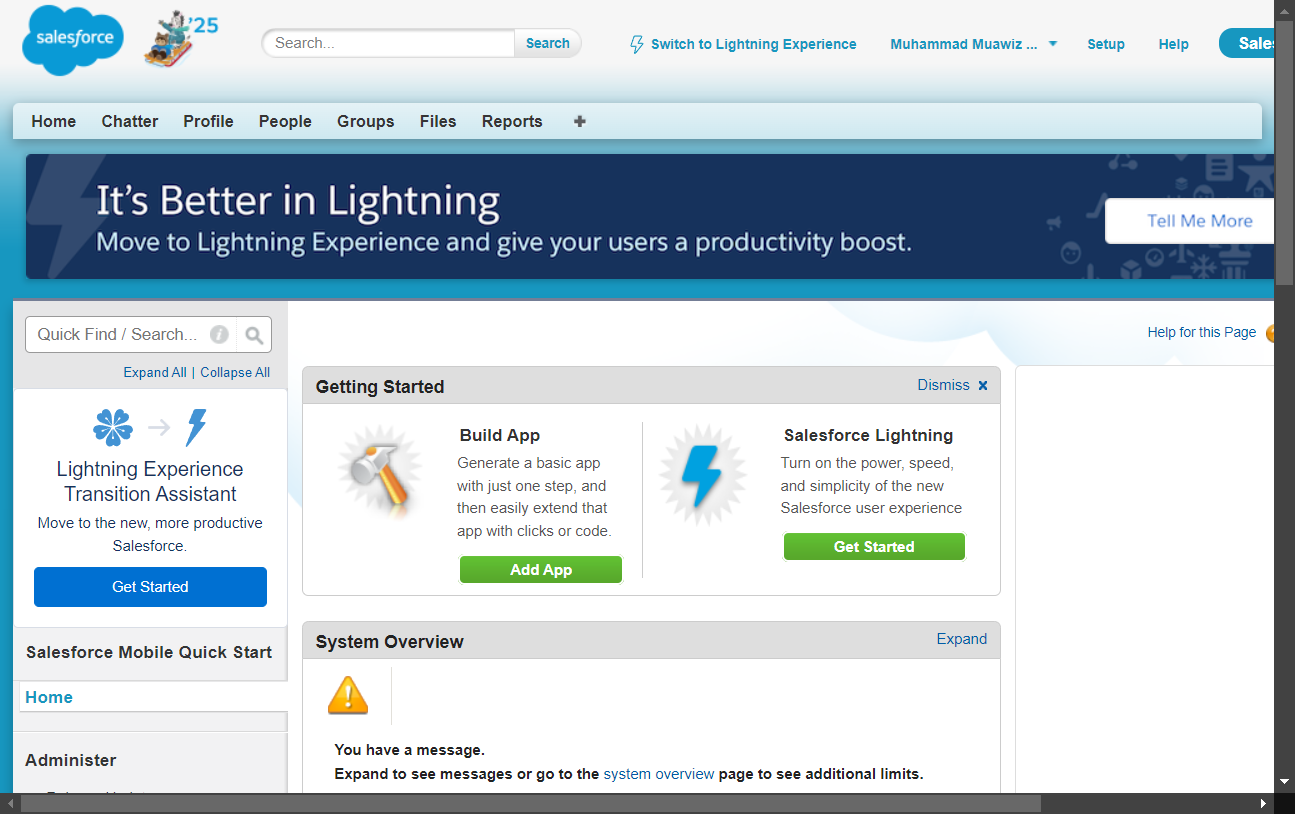 salesforce
'25
Search...
Search
Switch to Lightning Experience
Muhammad Muawiz ...
Setup
Help
Home
Chatter
Profile
People
Groups
Files
Reports
It's Better in Lightning
Move to Lightning Experience and give your users a productivity boost.
Tell Me More
Quick Find / Search...
Expand All | Collapse All
Lightning Experience
Transition Assistant
Move to the new, more productive
Salesforce.
Get Started
Salesforce Mobile Quick Start
Home
Administer
Help for this Page
Getting Started
Dismiss
Build App
Generate a basic app
with just one step, and
then easily extend that
app with clicks or code.
Add App
Salesforce Lightning
Turn on the power, speed,
and simplicity of the new
Salesforce user experience
Get Started
System Overview
Expand
You have a message.
Expand to see messages or go to the system overview page to see additional limits.